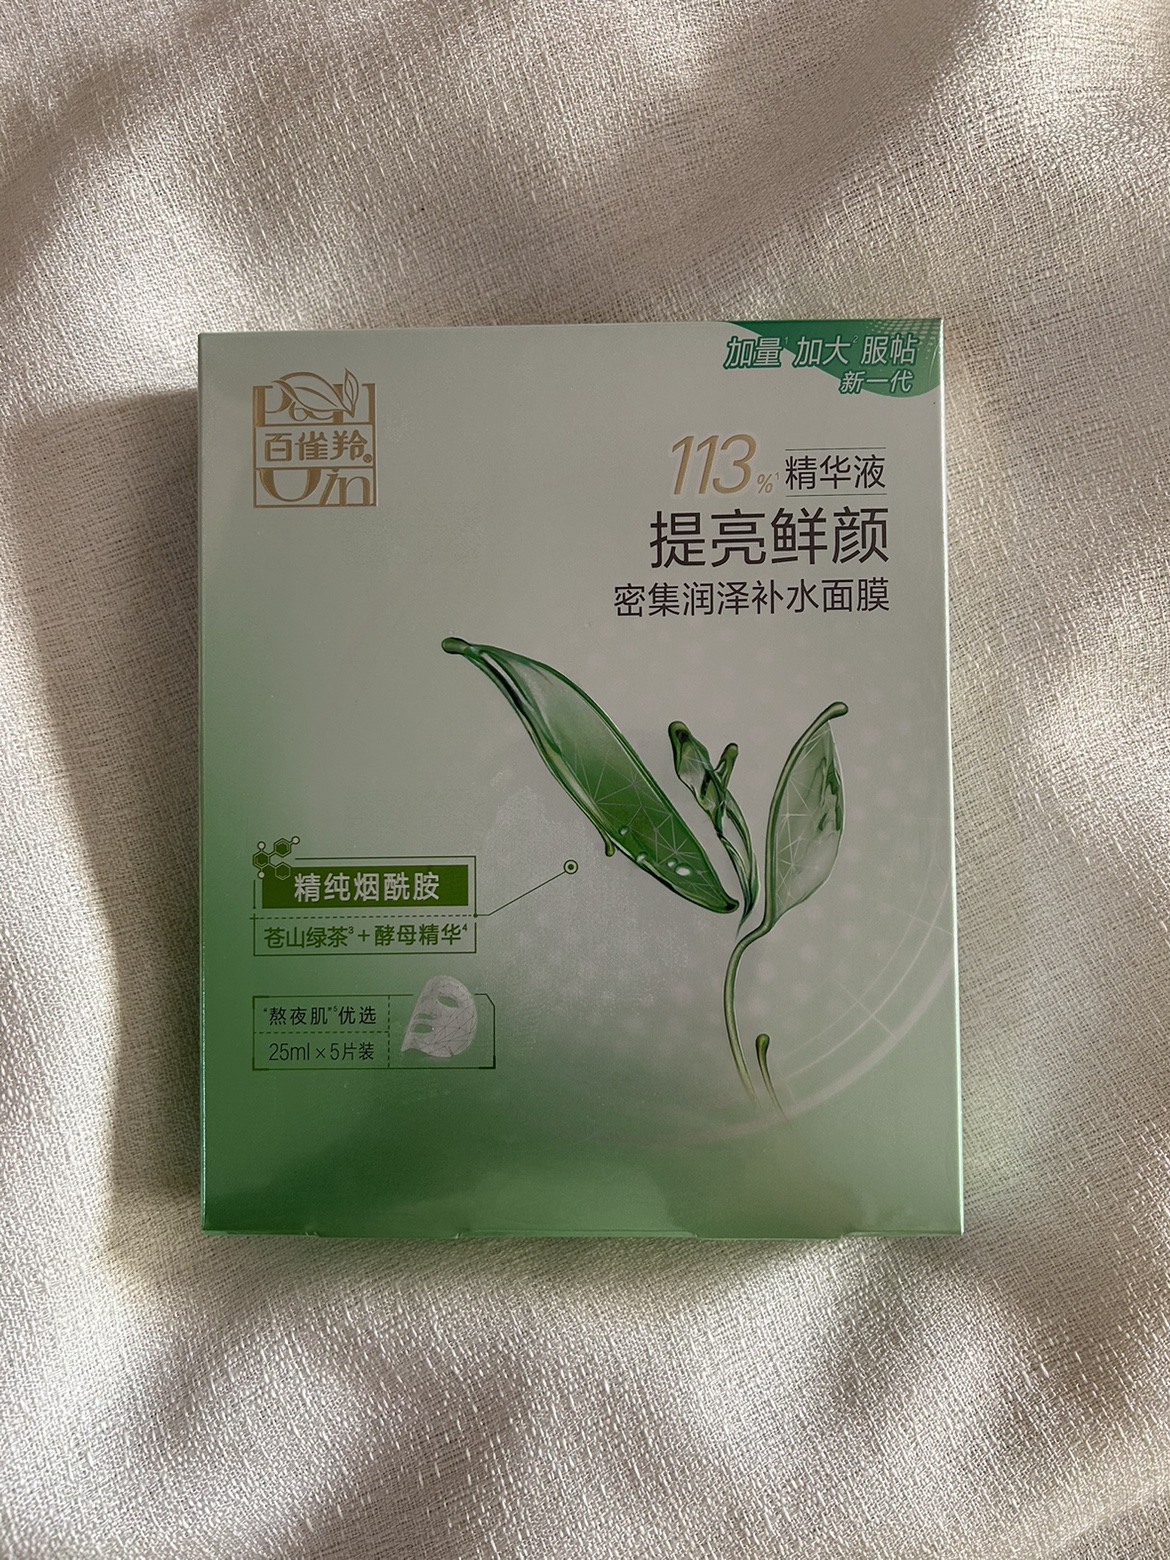 加量¹ 加大² 服帖
新一代
百雀羚®
113%¹精华液
提亮鲜颜
密集润泽补水面膜
精纯烟酰胺
苍山绿茶³+酵母精华⁴
“熬夜肌”⁵优选
25ml×5片装